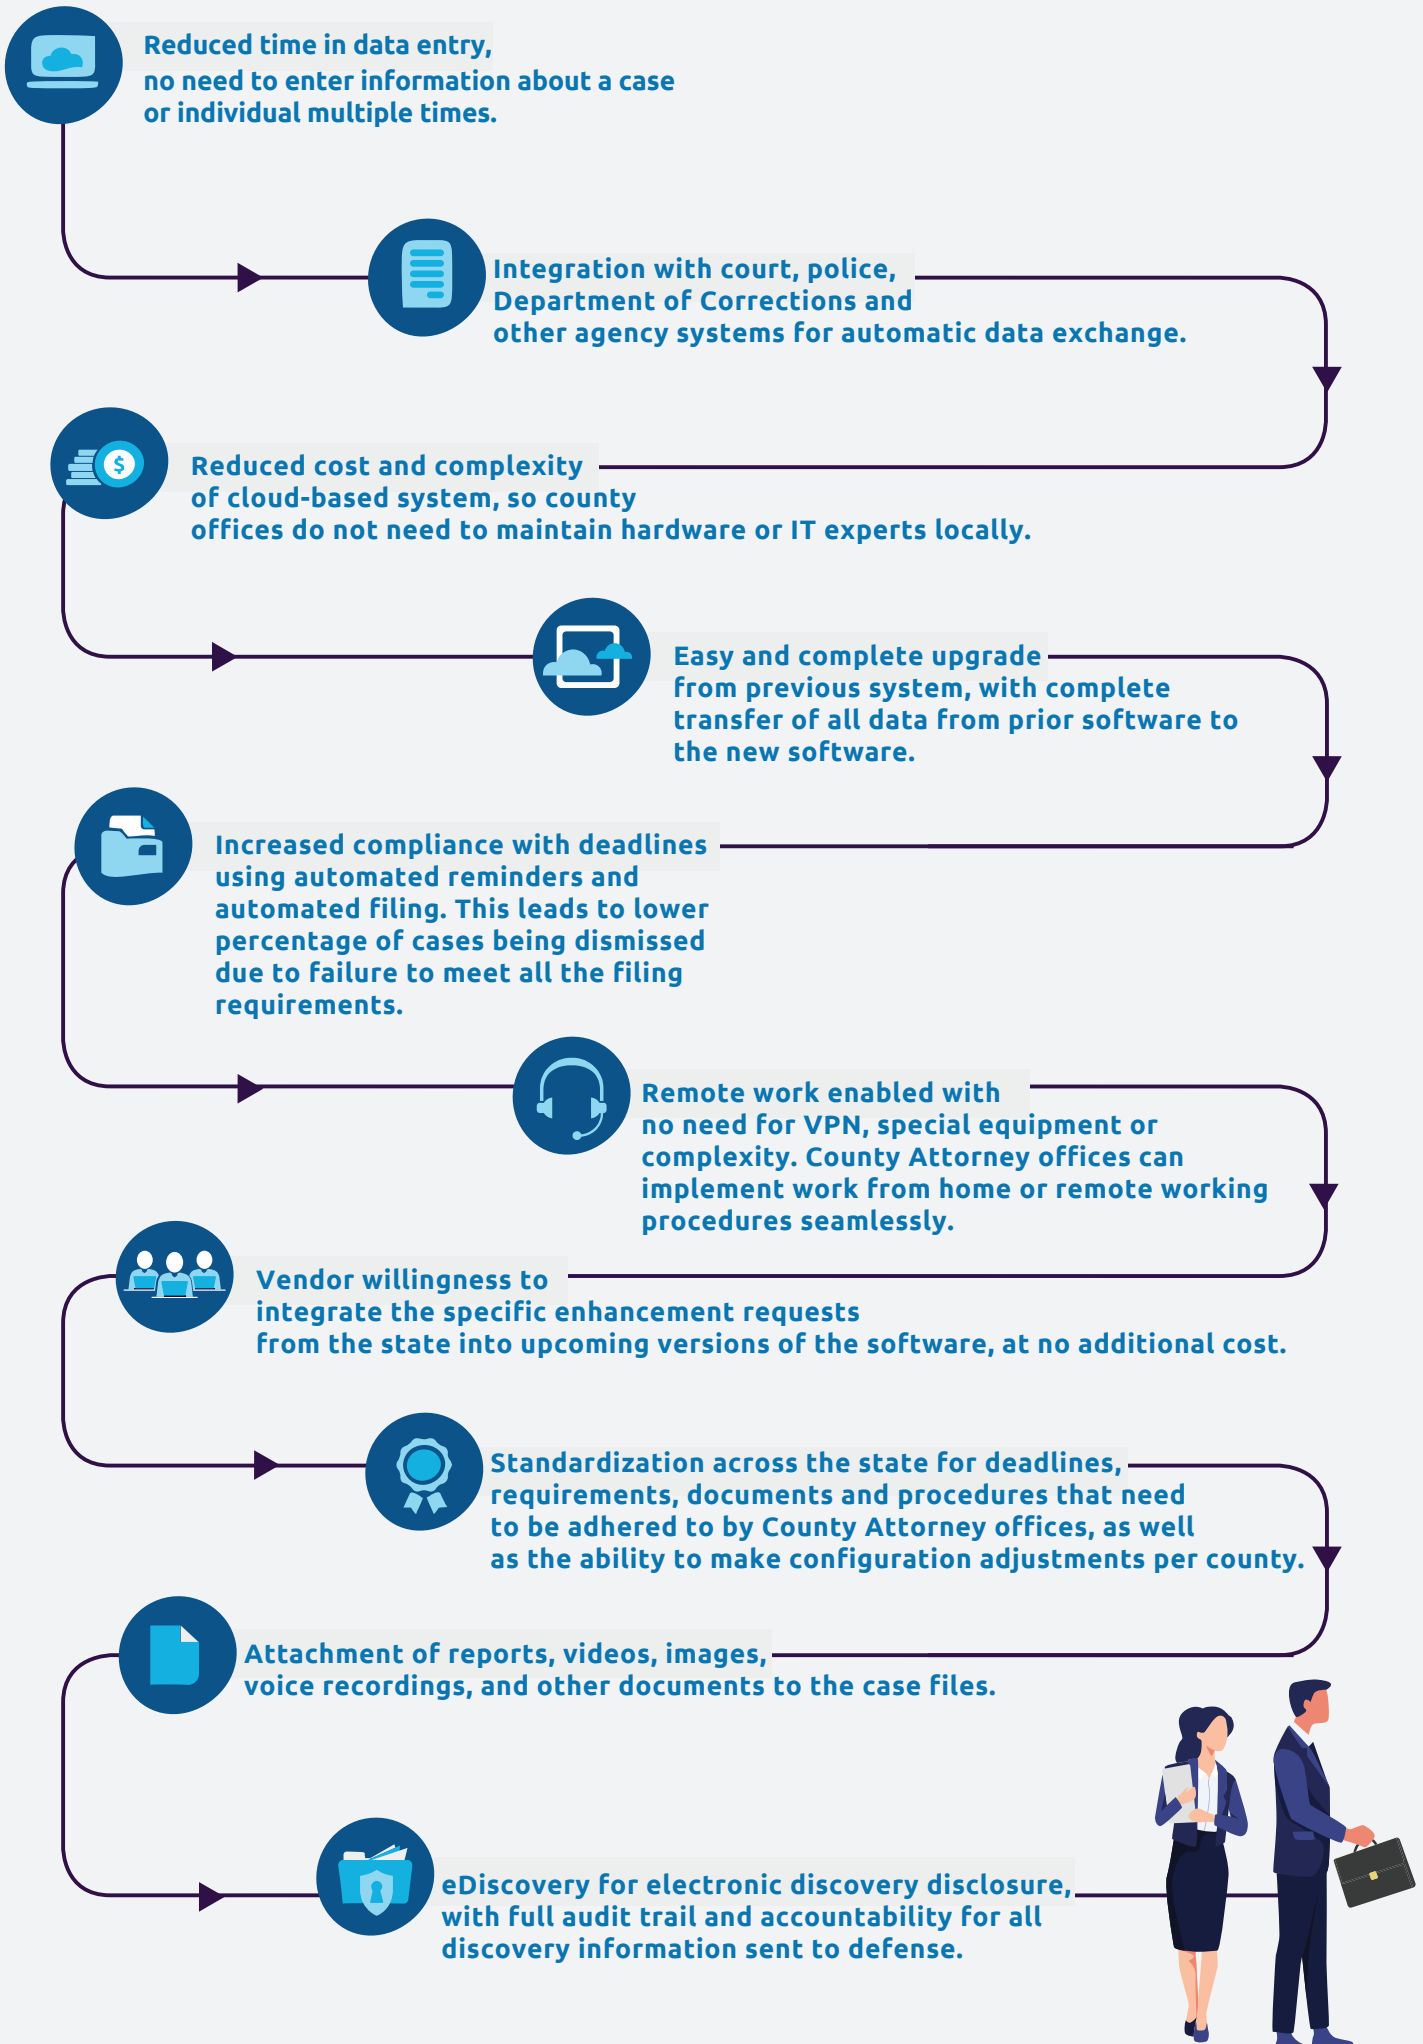 Reduced time in data entry,
no need to enter information about a case
or individual multiple times.
Integration with court, police,
Department of Corrections and
other agency systems for automatic data exchange.
$
Reduced cost and complexity
of cloud-based system, so county
offices do not need to maintain hardware or IT experts locally.
Easy and complete upgrade
from previous system, with complete
transfer of all data from prior software to
the new software.
Increased compliance with deadlines
using automated reminders and
automated filing. This leads to lower
percentage of cases being dismissed
due to failure to meet all the filing
requirements.
Remote work enabled with
no need for VPN, special equipment or
complexity. County Attorney offices can
implement work from home or remote working
procedures seamlessly.
Vendor willingness to
integrate the specific enhancement requests
from the state into upcoming versions of the software, at no additional cost.
Standardization across the state for deadlines,
requirements, documents and procedures that need
to be adhered to by County Attorney offices, as well
as the ability to make configuration adjustments per county.
Attachment of reports, videos, images,
voice recordings, and other documents to the case files.
eDiscovery for electronic discovery disclosure,
with full audit trail and accountability for all
discovery information sent to defense.